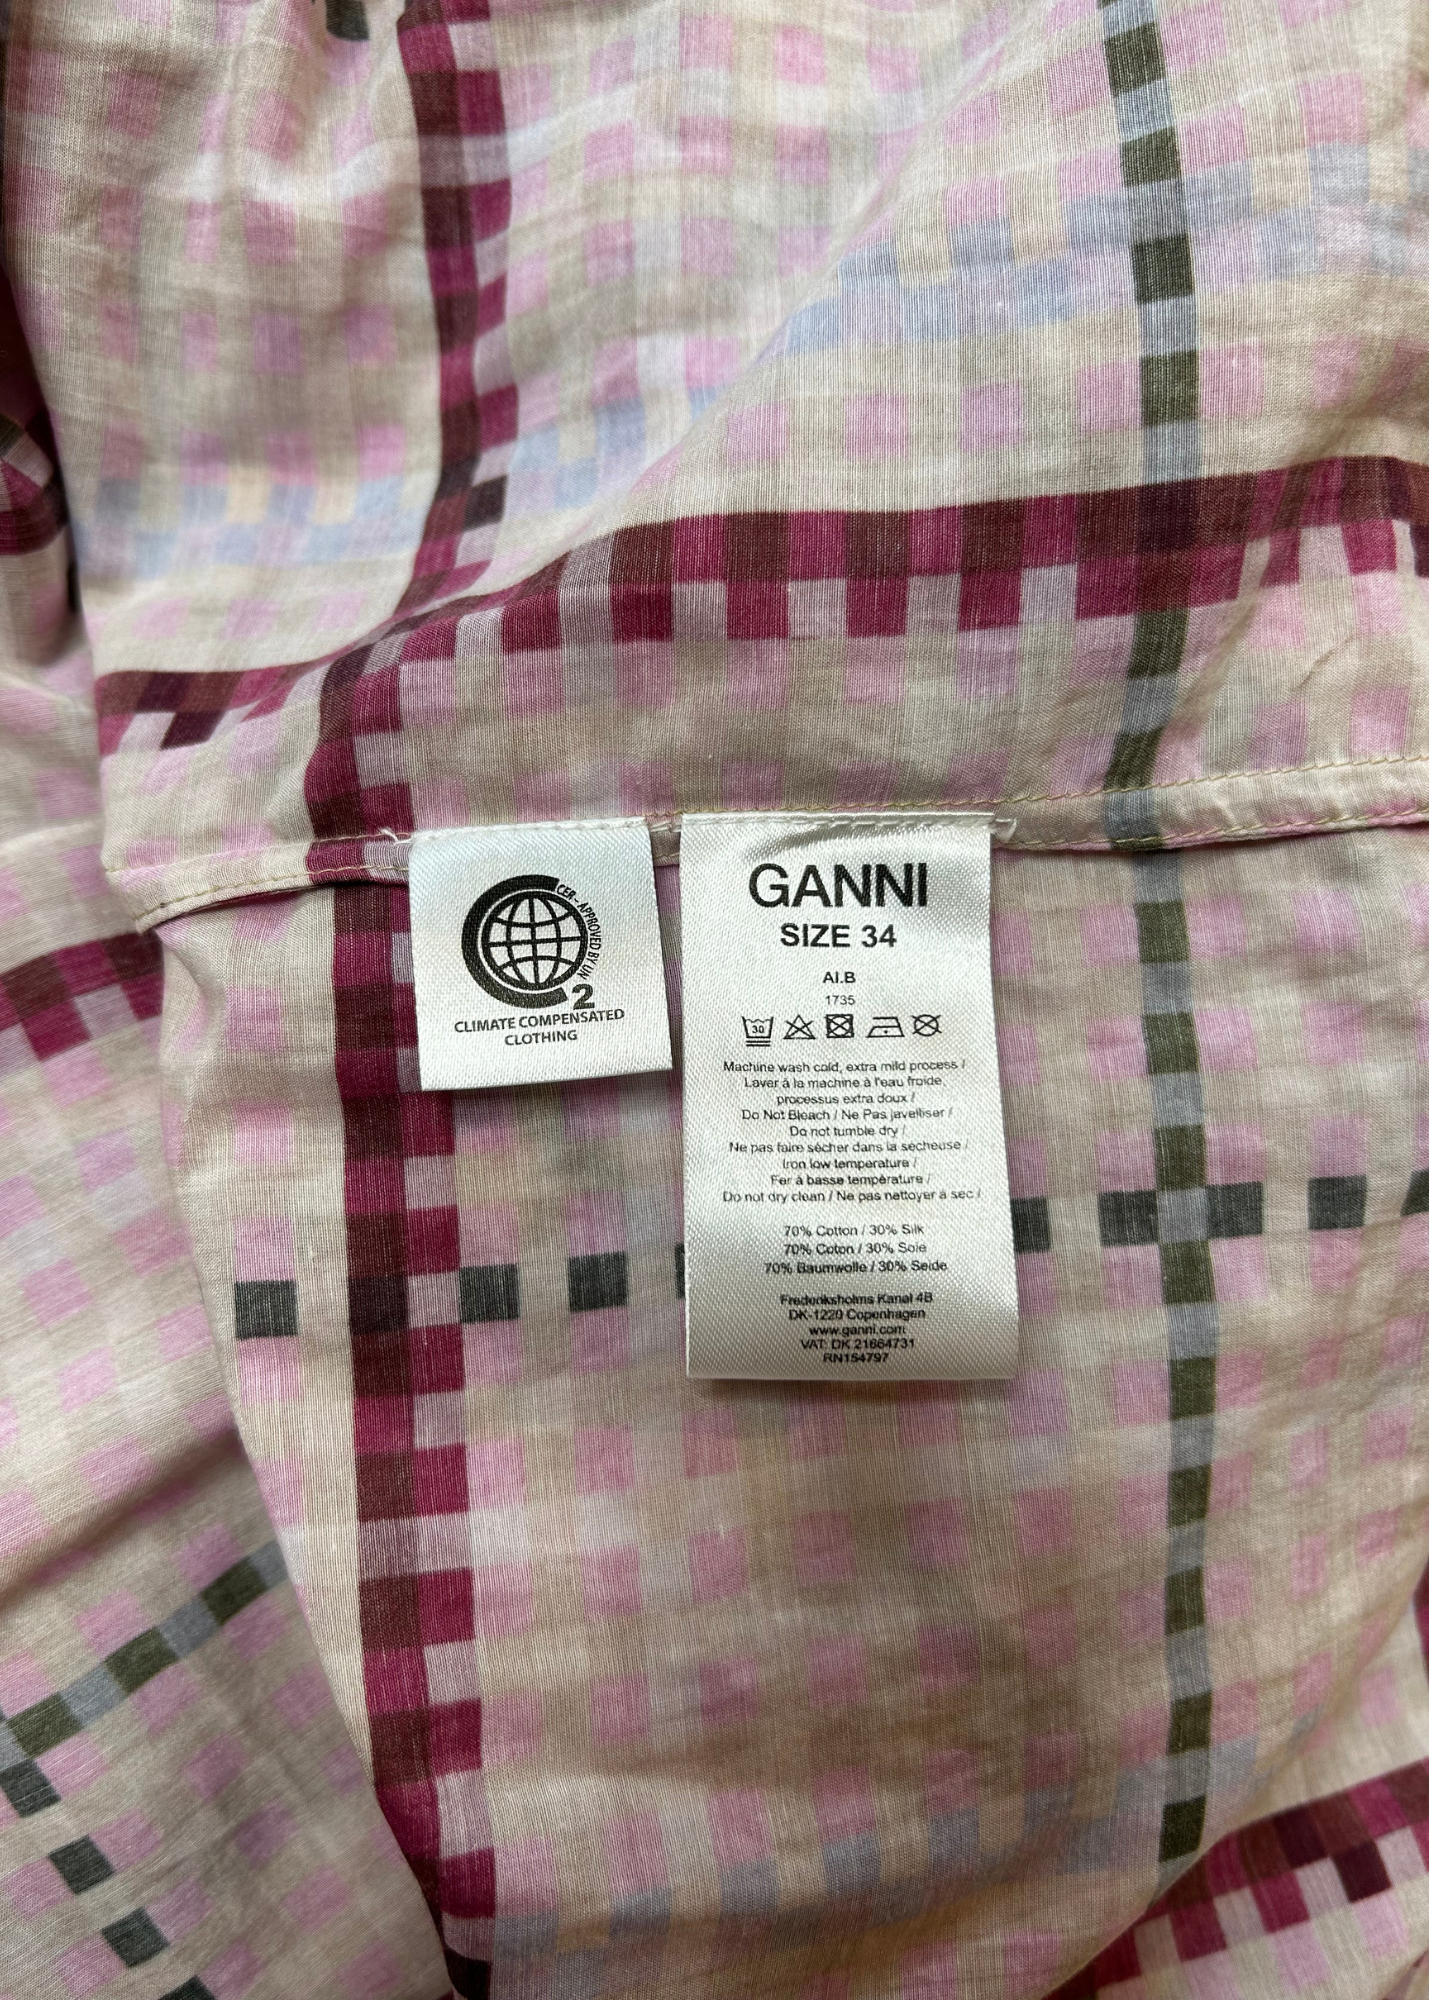 CER - APPROVED BY UN
2
CLIMATE COMPENSATED
CLOTHING
GANNI
SIZE 34
AI.B
1735
30
Machine wash cold, extra mild process /
Laver à la machine à l'eau froide,
processus extra doux /
Do Not Bleach / Ne Pas javelliser /
Do not tumble dry /
Ne pas faire sécher dans la secheuse /
Iron low temperature /
Fer à basse température /
Do not dry clean / Ne pas nettoyer à sec /
70% Cotton / 30% Silk
70% Coton / 30% Soie
70% Baumwolle / 30% Seide
Frederiksholms Kanal 4B
DK-1220 Copenhagen
www.ganni.com
VAT: DK 21664731
RN154797